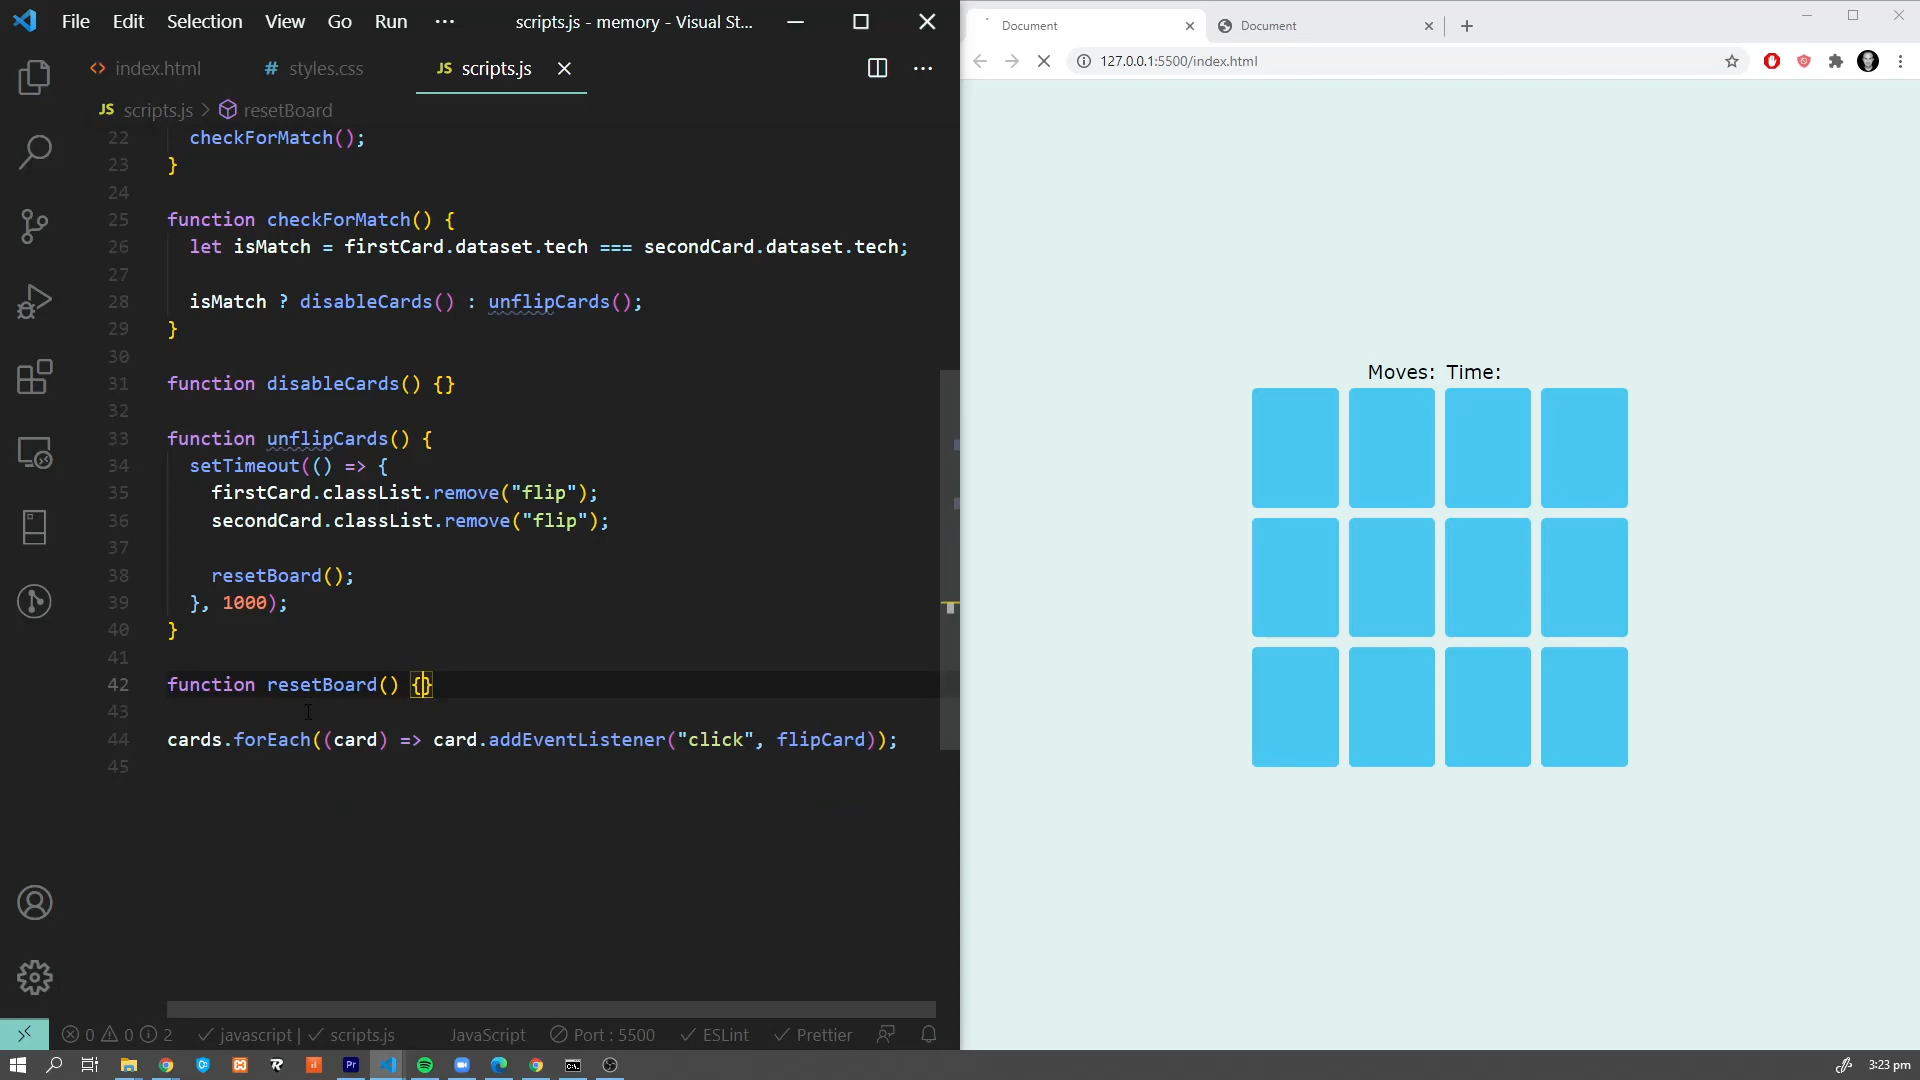 File Edit Selection View Go Run ··· scripts.js - memory - Visual St...
index.html # styles.css JS scripts.js
JS scripts.js > resetBoard
22 checkForMatch();
23 }
24
25 function checkForMatch() {
26 let isMatch = firstCard.dataset.tech === secondCard.dataset.tech;
27
28 isMatch ? disableCards() : unflipCards();
29 }
30
31 function disableCards() {}
32
33 function unflipCards() {
34 setTimeout(() => {
35 firstCard.classList.remove("flip");
36 secondCard.classList.remove("flip");
37
38 resetBoard();
39 }, 1000);
40 }
41
42 function resetBoard() {}
43
44 cards.forEach((card) => card.addEventListener("click", flipCard));
45
0 0 2 javascript | scripts.js JavaScript Port : 5500 ESLint Prettier
Document Document
127.0.0.1:5500/index.html
Moves: Time:
Pr
3:23 pm